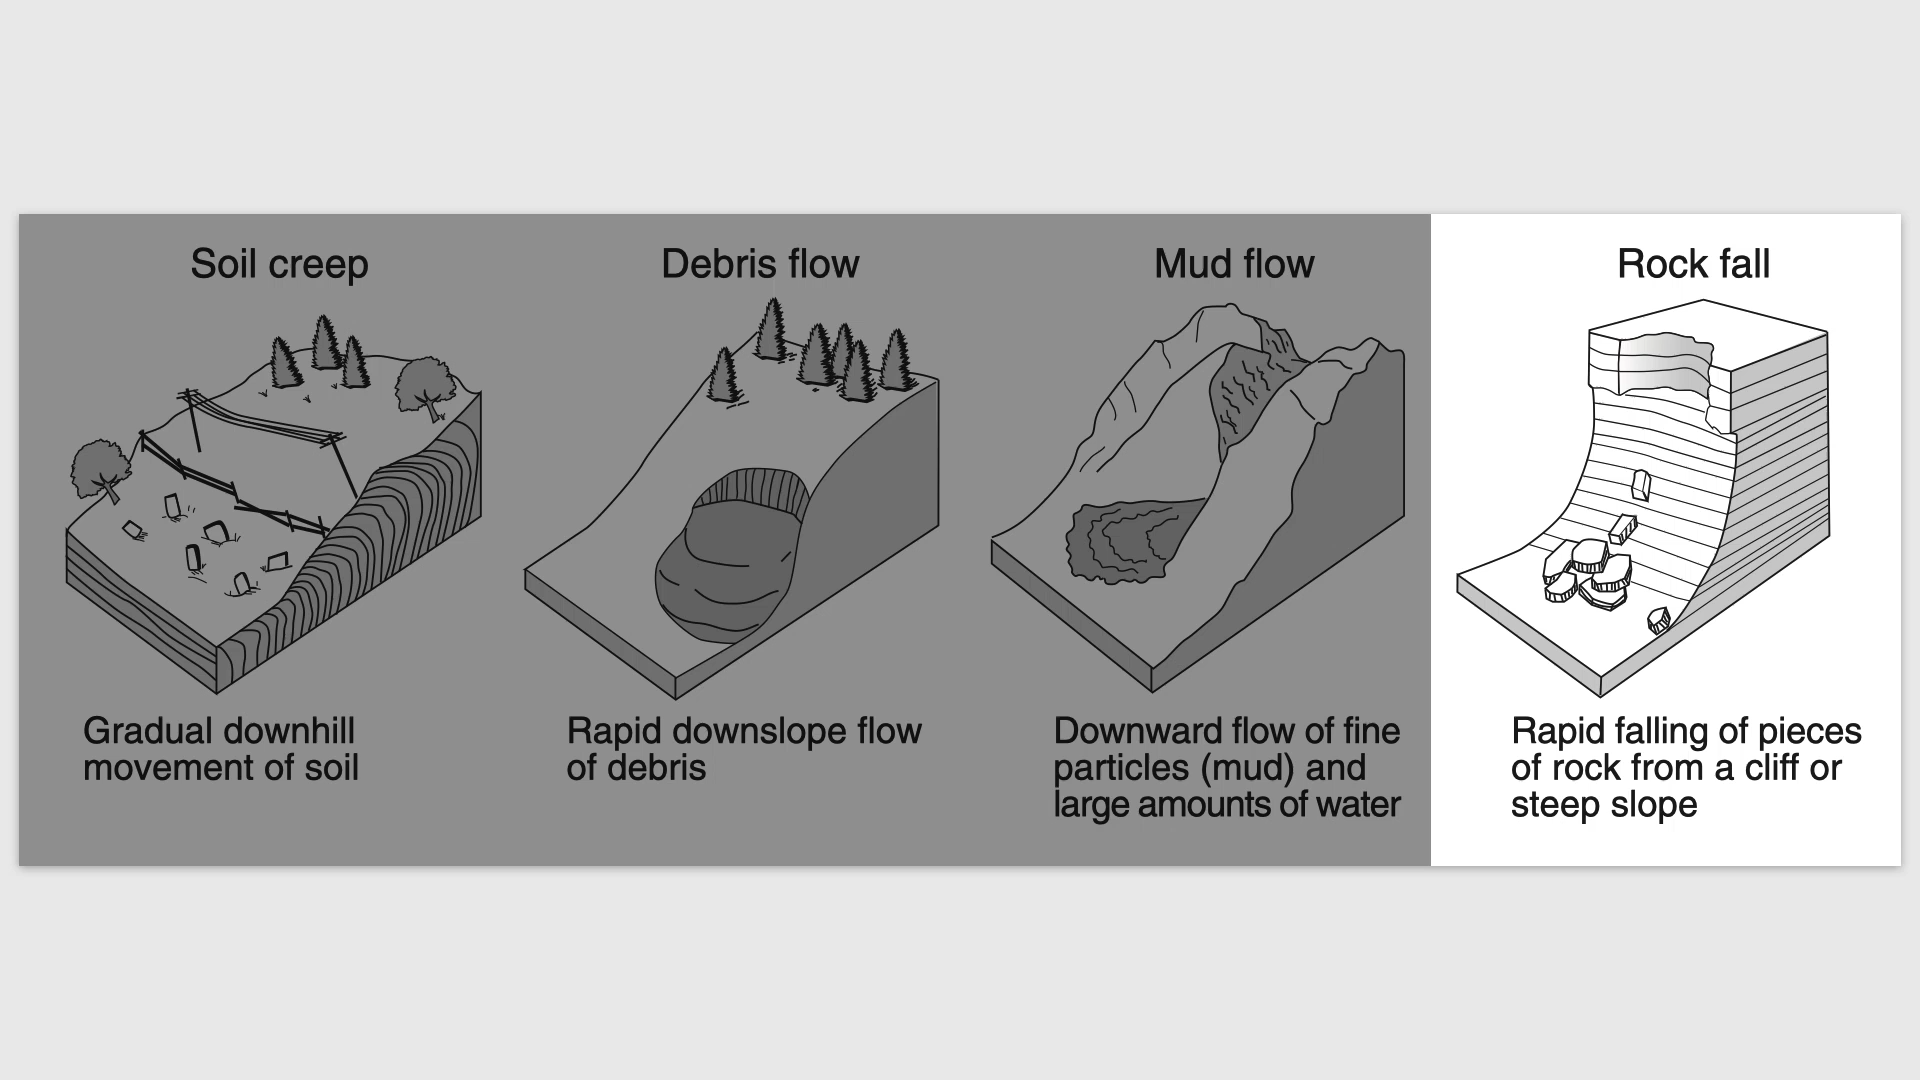 Soil creep
Gradual downhill
movement of soil
Debris flow
Rapid downslope flow
of debris
Mud flow
Downward flow of fine
particles (mud) and
large amounts of water
Rock fall
Rapid falling of pieces
of rock from a cliff or
steep slope